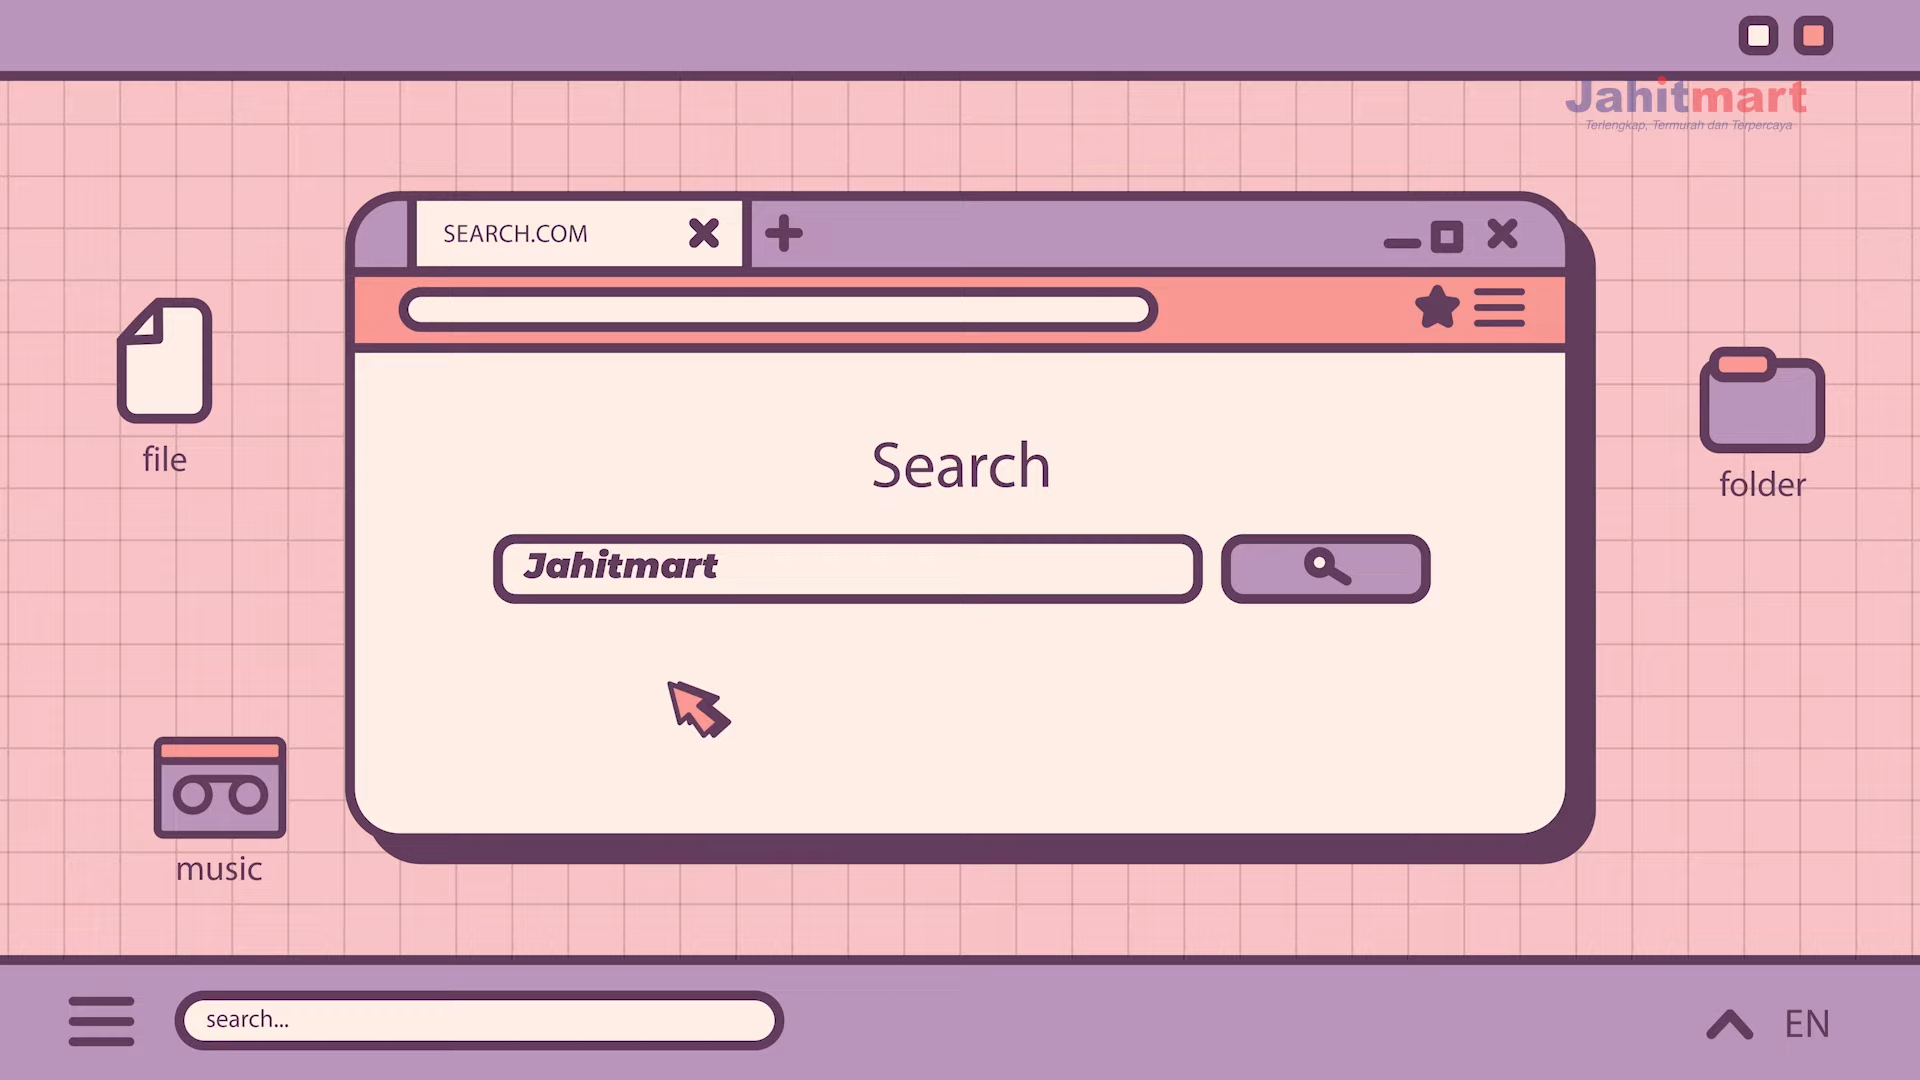 Jahitmart
Terlengkap, Termurah dan Terpercaya
SEARCH.COM
file
folder
Search
Jahitmart
music
search...
EN